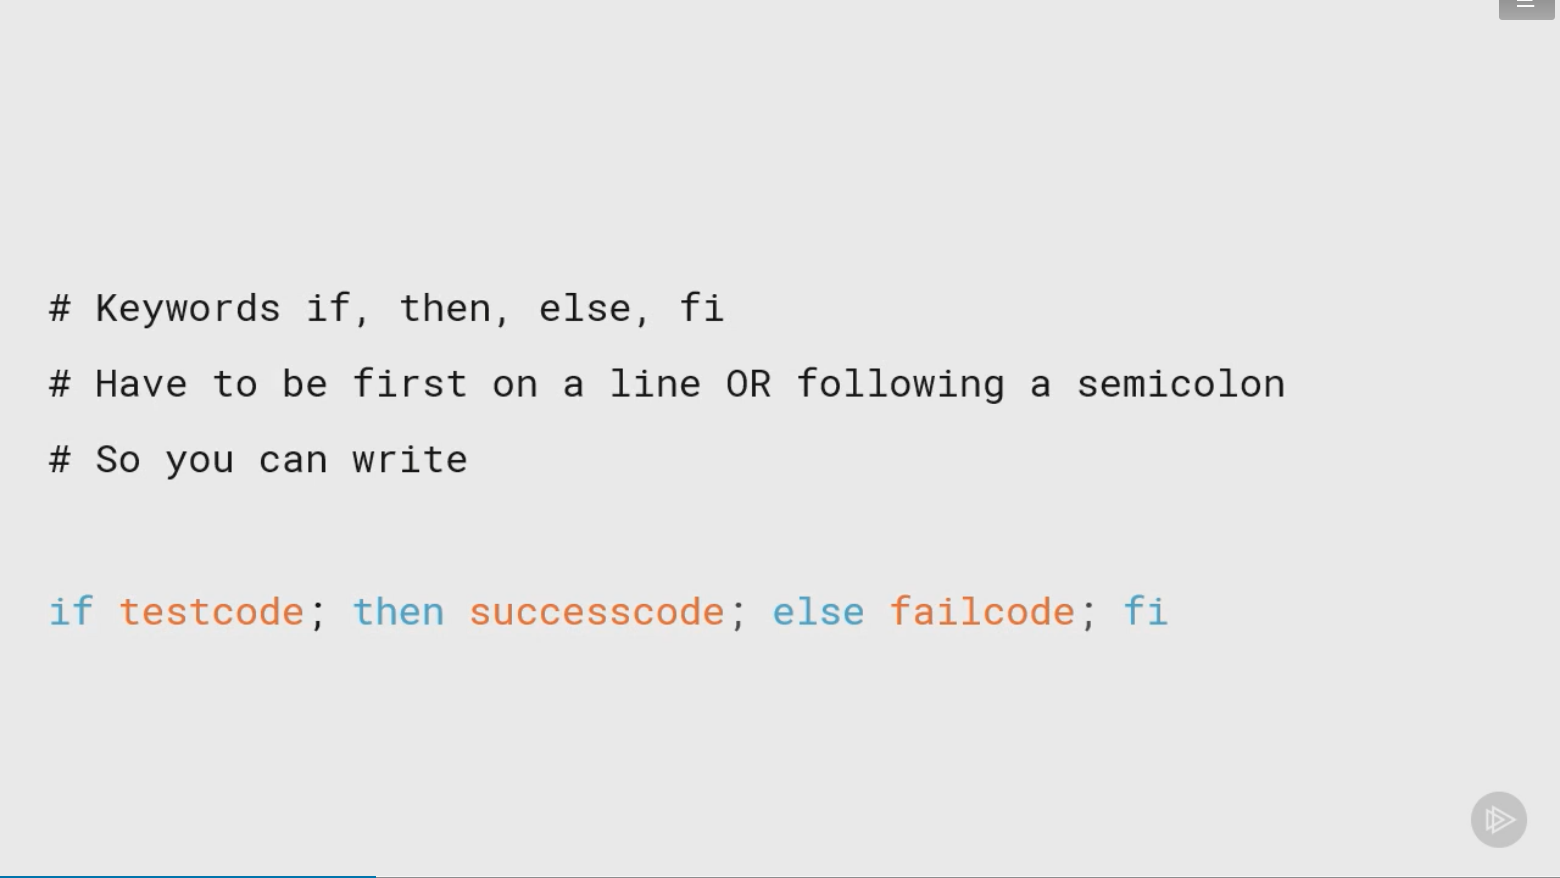 # Keywords if, then, else, fi
# Have to be first on a line OR following a semicolon
# So you can write
if testcode; then successcode; else failcode; fi